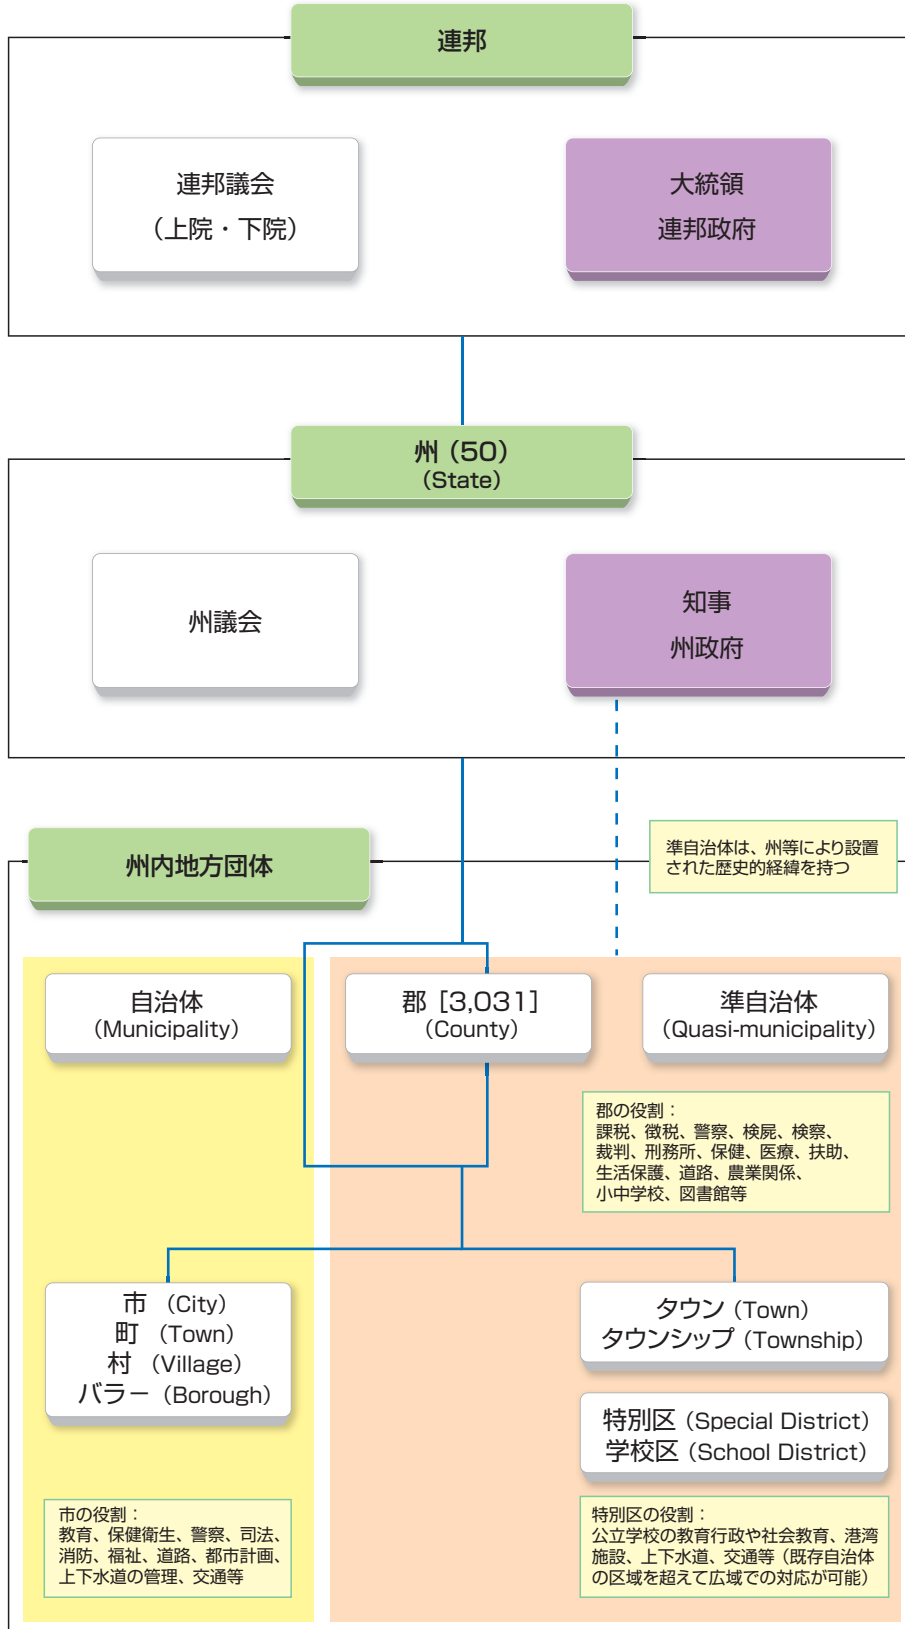 連邦
連邦議会
（上院・下院）
大統領
連邦政府
州（50）
（State）
州議会
知事
州政府
州内地方団体
準自治体は、州等により設置
された歴史的経緯を持つ
自治体
（Municipality）
郡［3,031］
（County）
準自治体
（Quasi-municipality）
郡の役割：
課税、徴税、警察、検屍、検察、
裁判、刑務所、保健、医療、扶助、
生活保護、道路、農業関係、
小中学校、図書館等
市（City）
町（Town）
村（Village）
バラー（Borough）
タウン（Town）
タウンシップ（Township）
特別区（Special District）
学校区（School District）
市の役割：
教育、保健衛生、警察、司法、
消防、福祉、道路、都市計画、
上下水道の管理、交通等
特別区の役割：
公立学校の教育行政や社会教育、港湾
施設、上下水道、交通等（既存自治体
の区域を超えて広域での対応が可能）